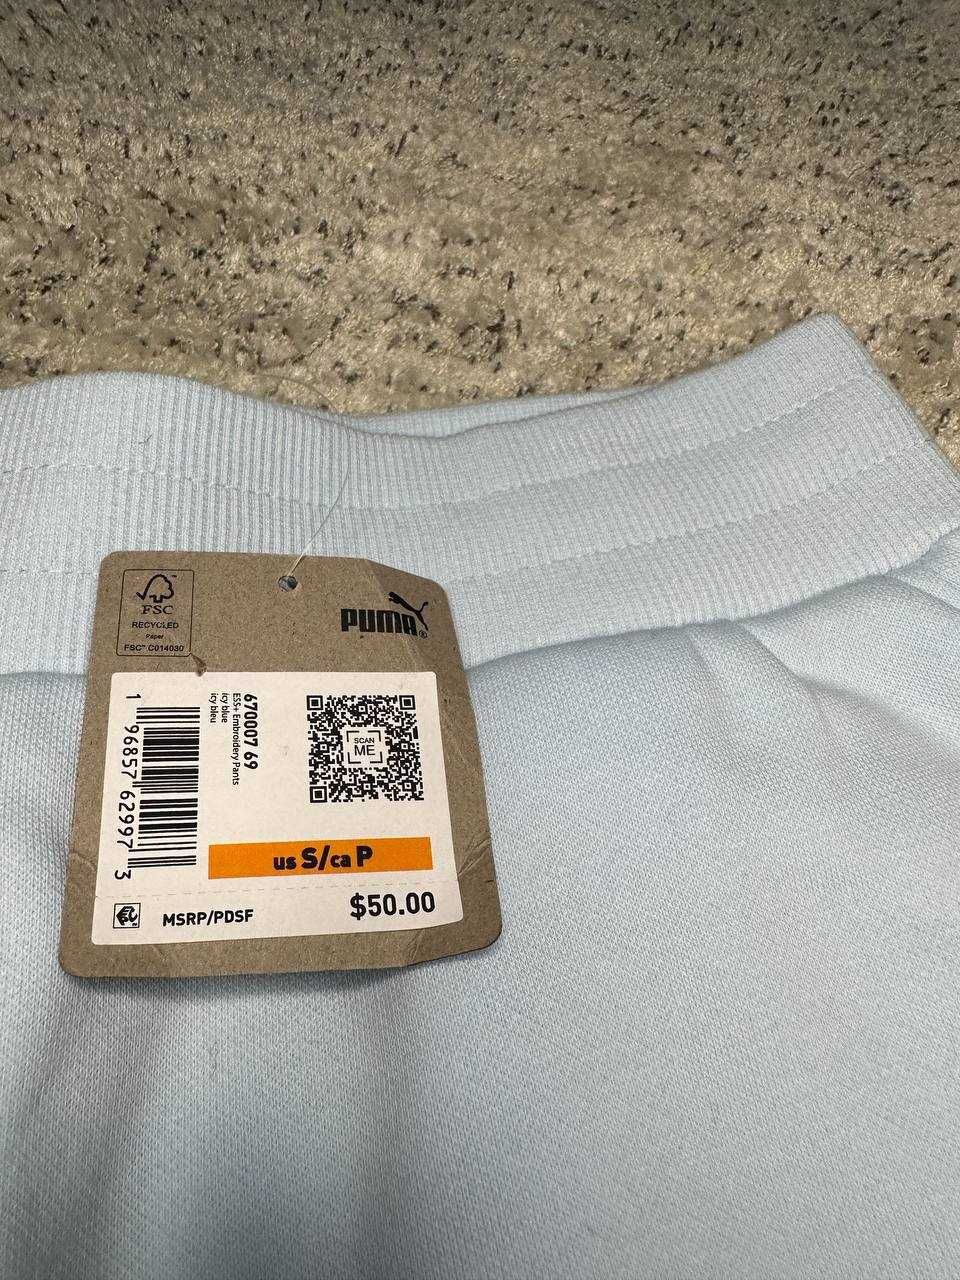 FSC
RECYCLED
Paper
FSC™ C014030
PUMA®
670007 69
ESS+ Embroidery Pants
icy blue
icy bleu
1 96857 62997 3
SCAN
ME
us S/ca P
MSRP/PDSF
$50.00